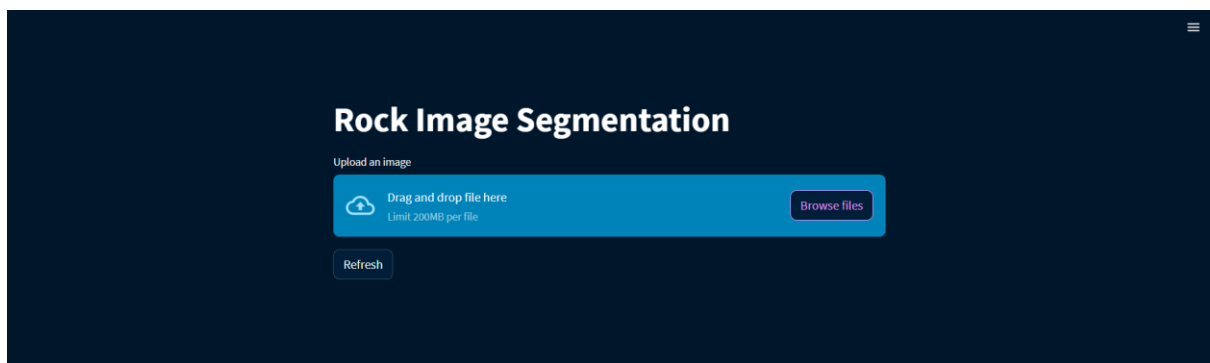 Rock Image Segmentation
Upload an image
Drag and drop file here
Limit 200MB per file
Browse files
Refresh